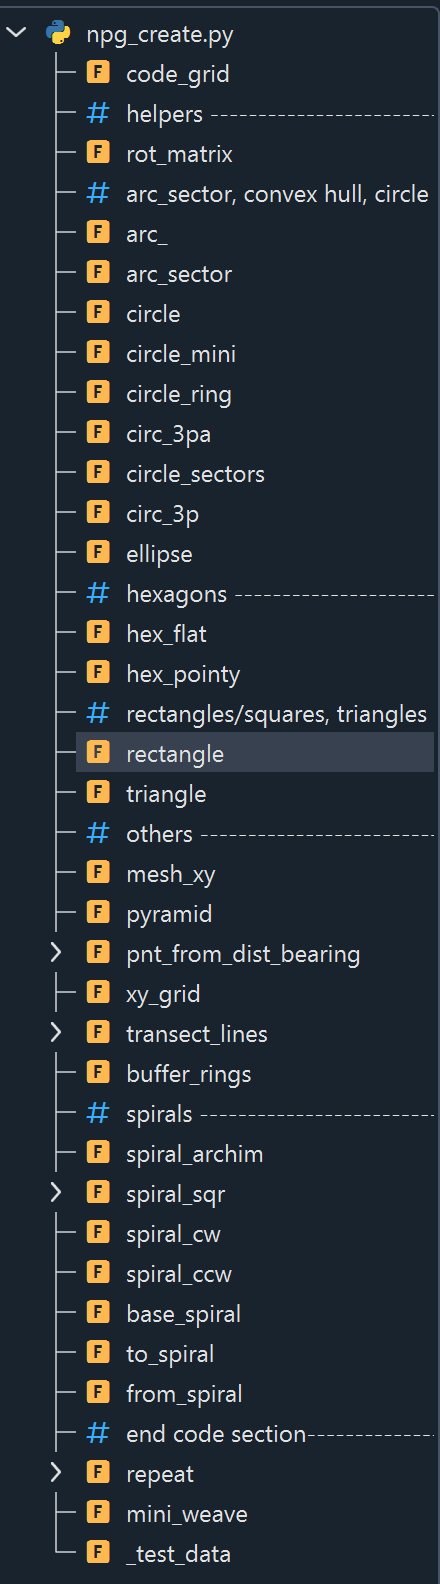 npg_create.py
F code_grid
# helpers ---------------------------
F rot_matrix
# arc_sector, convex hull, circle
F arc_
F arc_sector
F circle
F circle_mini
F circle_ring
F circ_3pa
F circle_sectors
F circ_3p
F ellipse
# hexagons ------------------------
F hex_flat
F hex_pointy
# rectangles/squares, triangles
F rectangle
F triangle
# others ----------------------------
F mesh_xy
F pyramid
F pnt_from_dist_bearing
F xy_grid
F transect_lines
F buffer_rings
# spirals ----------------------------
F spiral_archim
F spiral_sqr
F spiral_cw
F spiral_ccw
F base_spiral
F to_spiral
F from_spiral
# end code section---------------
F repeat
F mini_weave
F _test_data